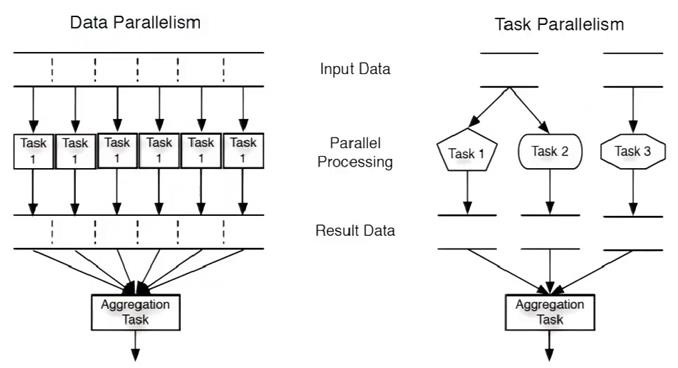 Data Parallelism
Task Parallelism
Input Data
Task
1
Task
1
Task
1
Task
1
Task
1
Task
1
Parallel
Processing
Task 1
Task 2
Task 3
Result Data
Aggregation
Task
Aggregation
Task